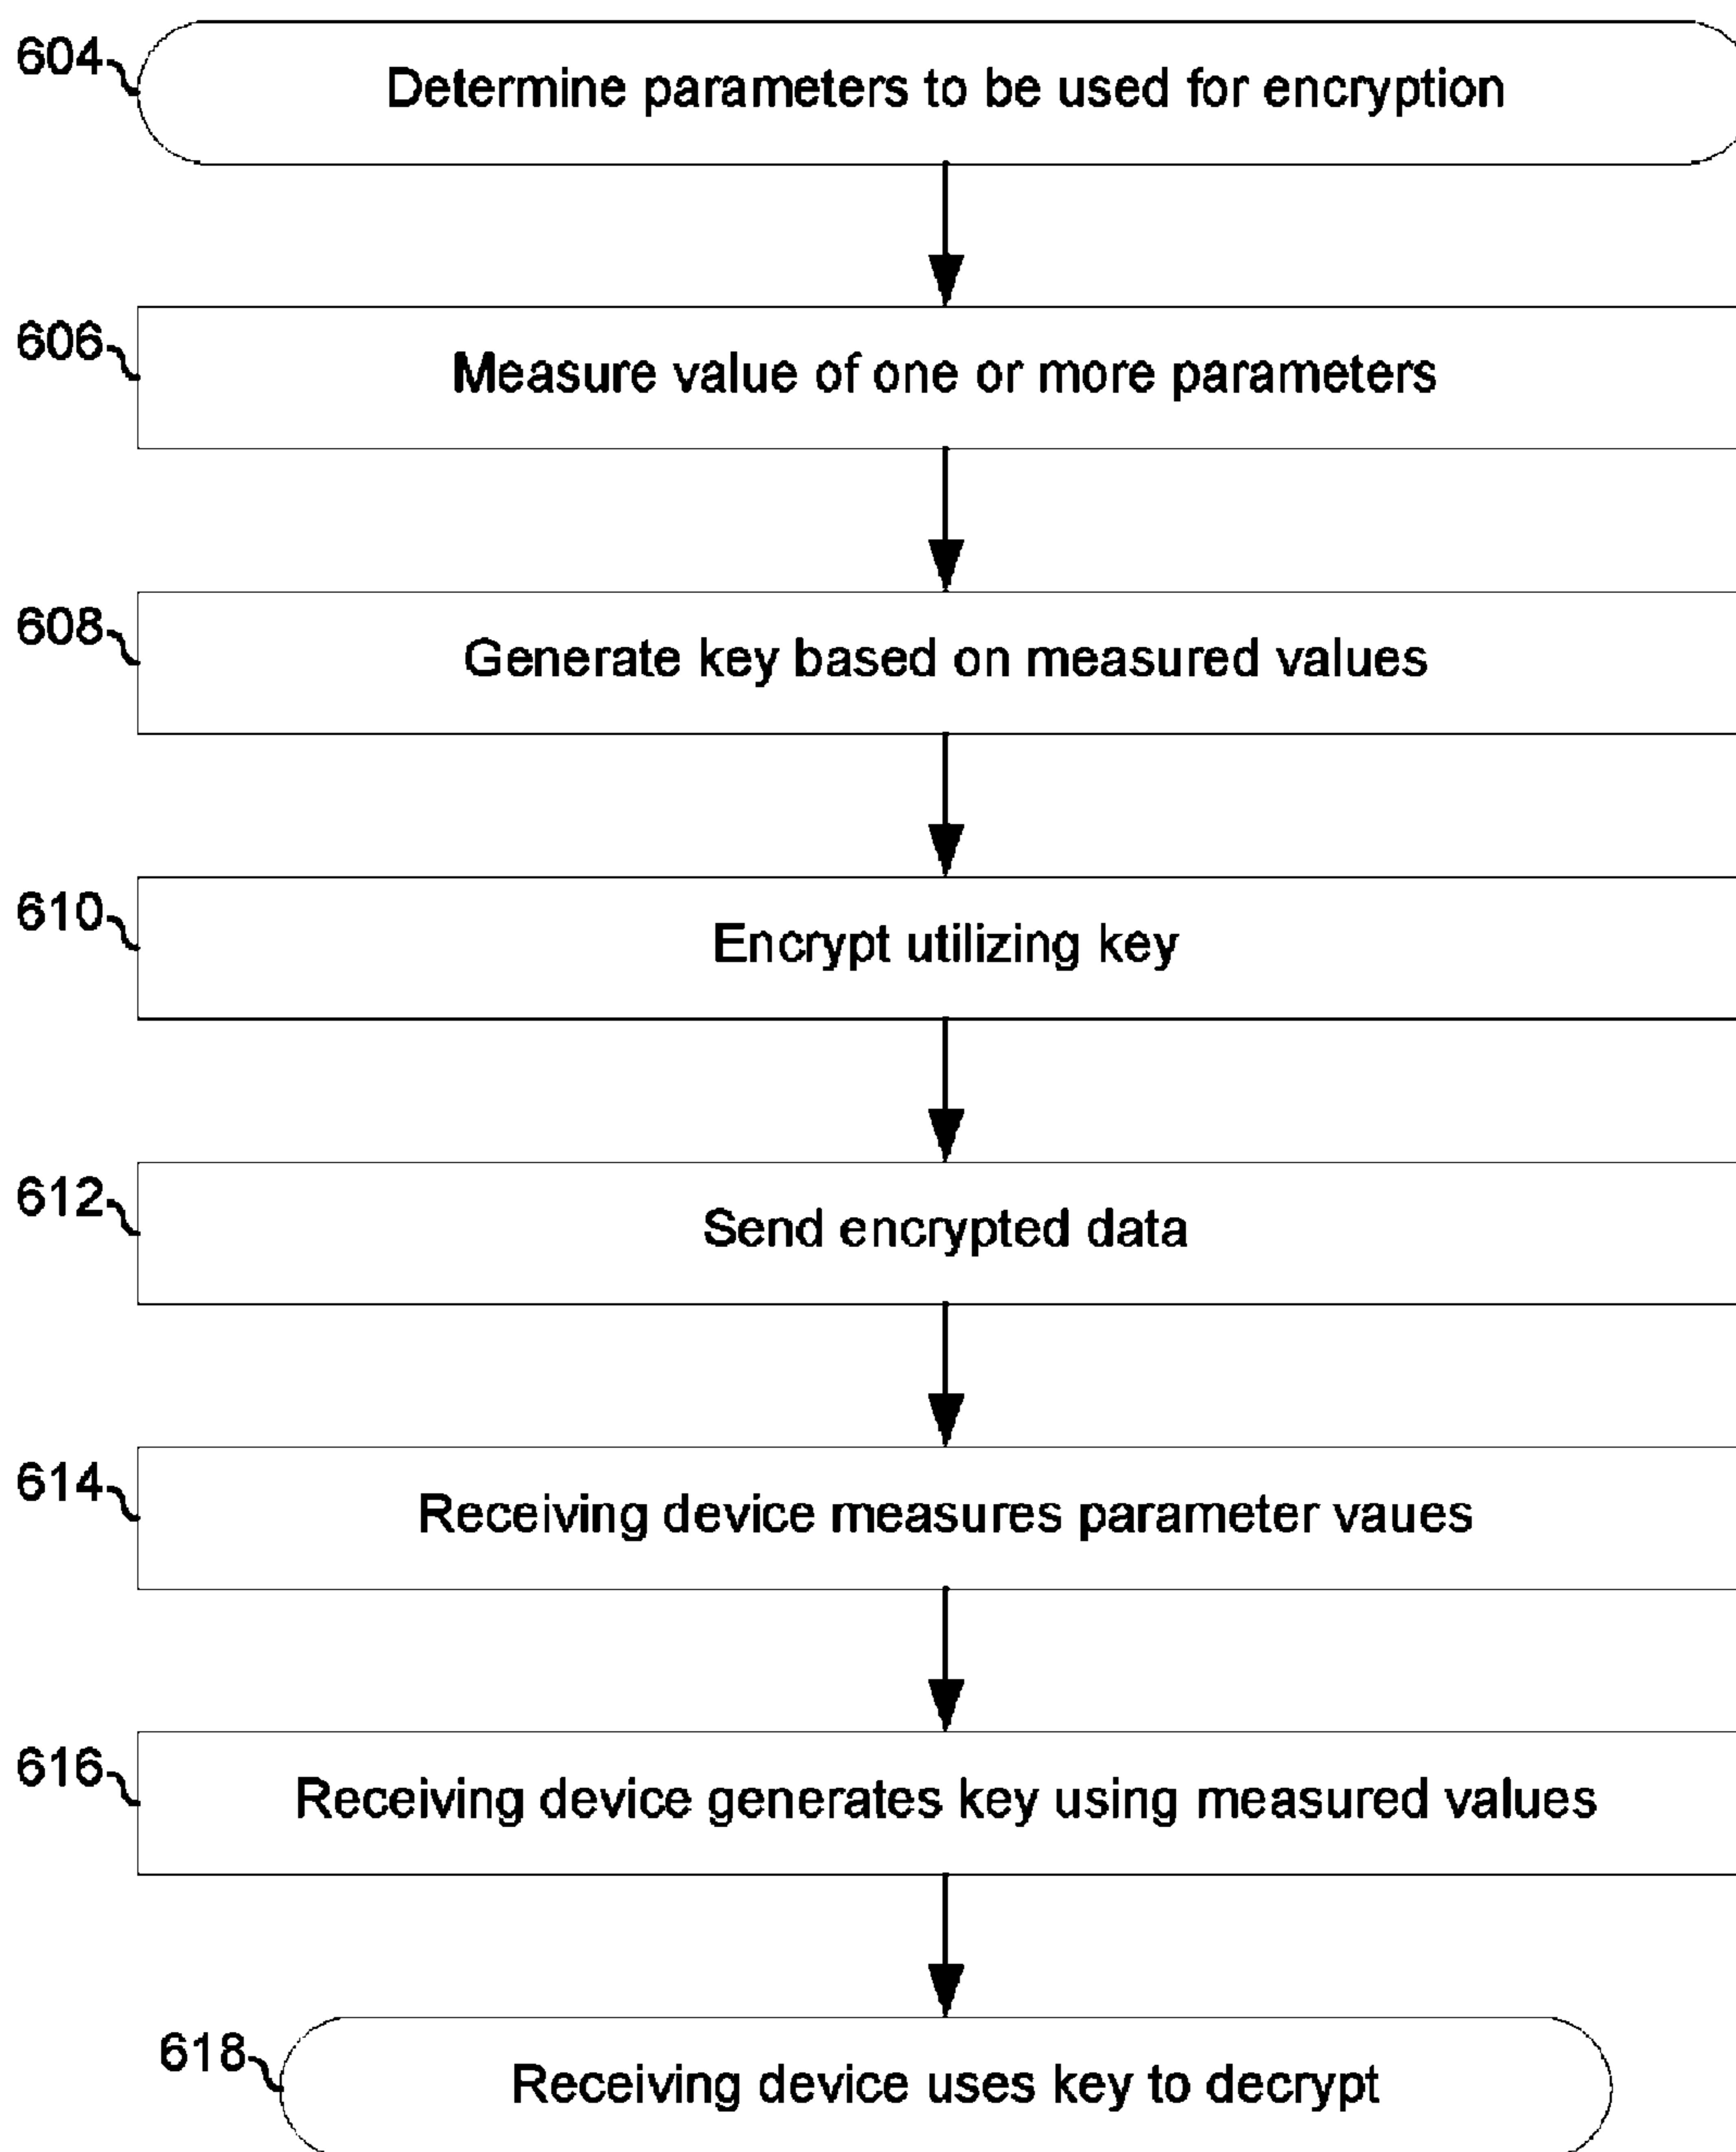 604
Determine parameters to be used for encryption
606
Measure value of one or more parameters
608
Generate key based on measured values
610
Encrypt utilizing key
612
Send encrypted data
614
Receiving device measures parameter vaues
616
Receiving device generates key using measured values
618
Receiving device uses key to decrypt